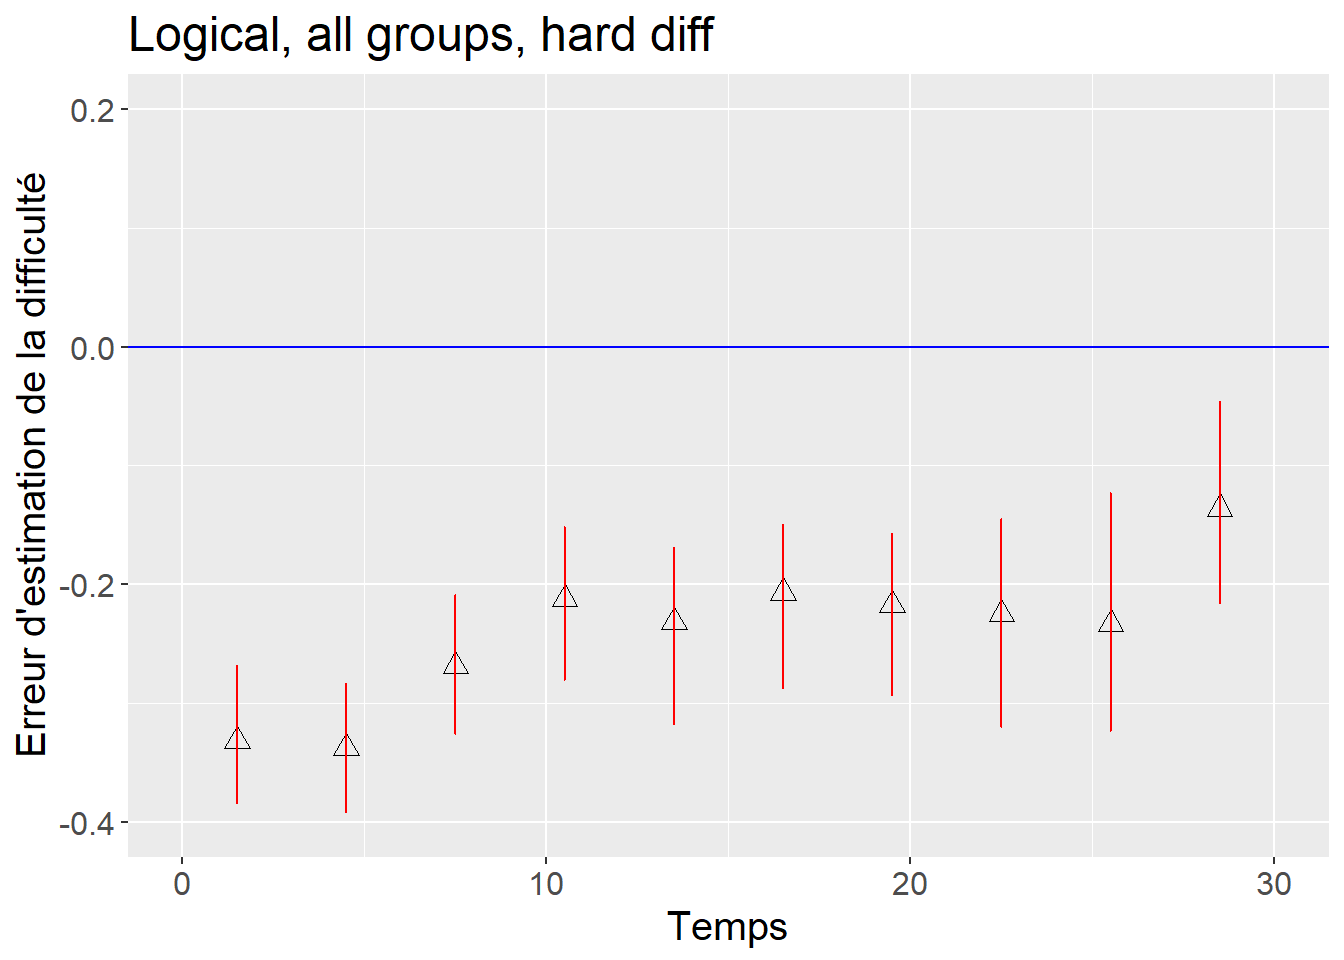 Logical, all groups, hard diff
Erreur d'estimation de la difficulté
0.2
0.0
-0.2
-0.4
0
10
20
30
Temps